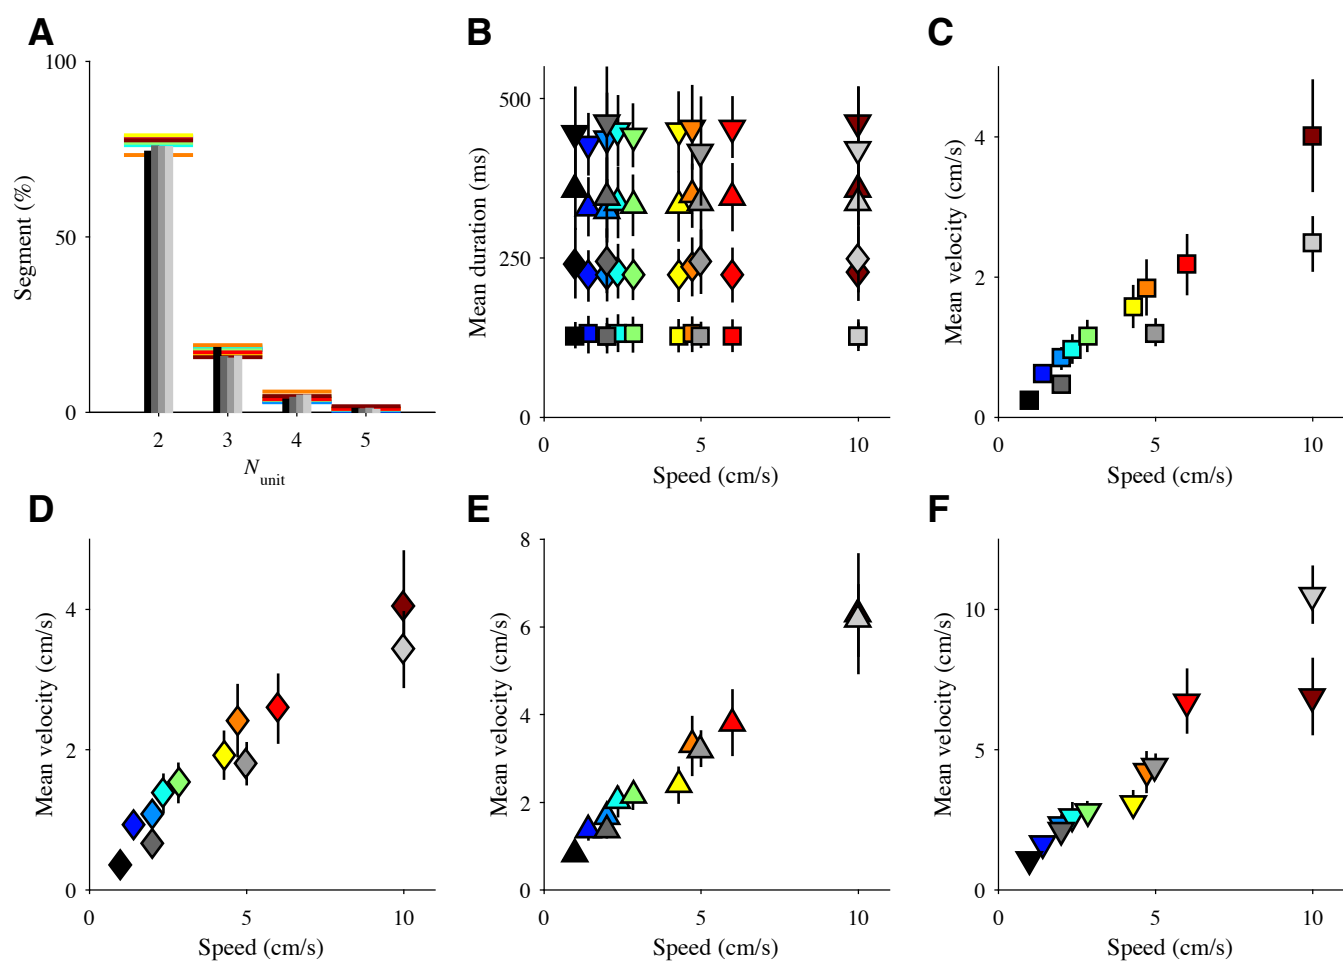 A
100
50
0
Segment (%)
2 3 4 5
Nunit
B
500
250
0
Mean duration (ms)
0 5 10
Speed (cm/s)
C
4
2
0
Mean velocity (cm/s)
0 5 10
Speed (cm/s)
D
4
2
0
Mean velocity (cm/s)
0 5 10
Speed (cm/s)
E
8
6
4
2
0
Mean velocity (cm/s)
0 5 10
Speed (cm/s)
F
10
5
0
Mean velocity (cm/s)
0 5 10
Speed (cm/s)